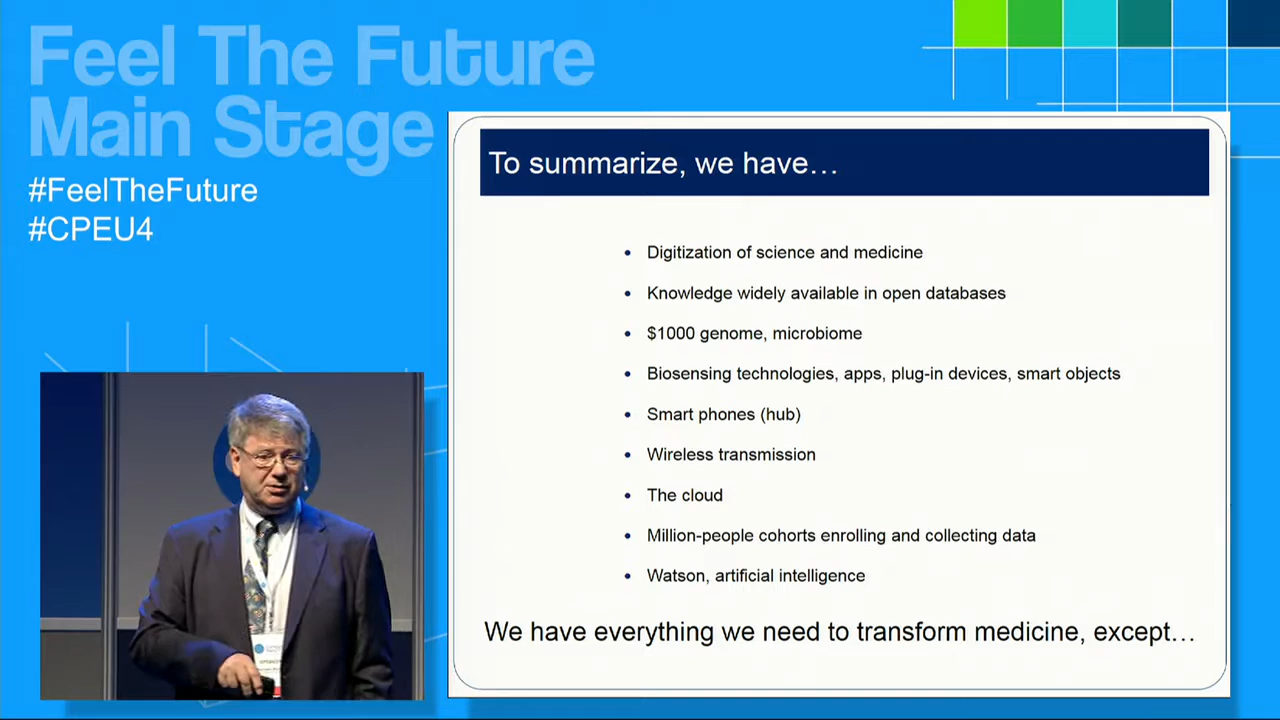 Feel The Future
Main Stage
#FeelTheFuture
#CPEU4
To summarize, we have…
• Digitization of science and medicine
• Knowledge widely available in open databases
• $1000 genome, microbiome
• Biosensing technologies, apps, plug-in devices, smart objects
• Smart phones (hub)
• Wireless transmission
• The cloud
• Million-people cohorts enrolling and collecting data
• Watson, artificial intelligence
We have everything we need to transform medicine, except…